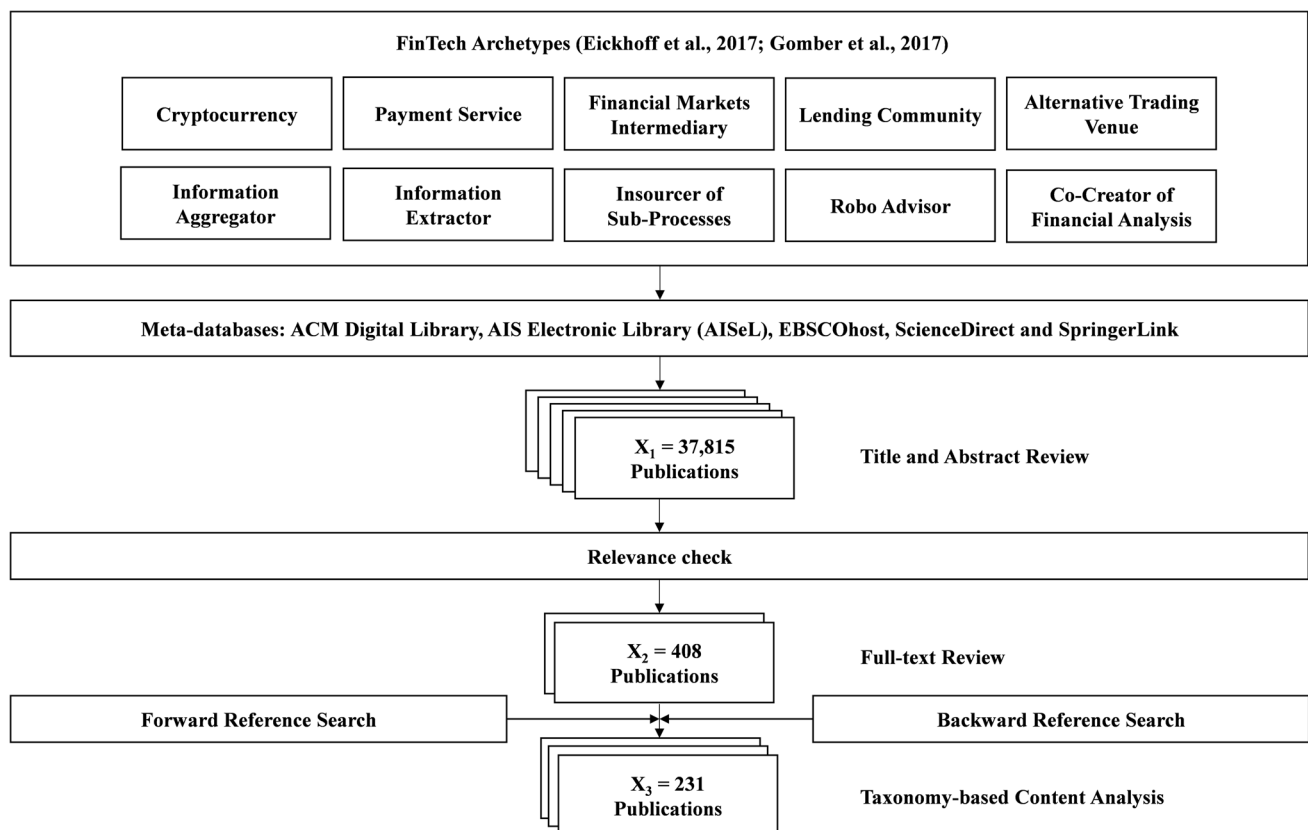 FinTech Archetypes (Eickhoff et al., 2017; Gomber et al., 2017)
Cryptocurrency
Payment Service
Financial Markets
Intermediary
Lending Community
Alternative Trading
Venue
Information
Aggregator
Information
Extractor
Insourcer of
Sub-Processes
Robo Advisor
Co-Creator of
Financial Analysis
Meta-databases: ACM Digital Library, AIS Electronic Library (AISeL), EBSCOhost, ScienceDirect and SpringerLink
X₁ = 37,815
Publications
Title and Abstract Review
Relevance check
X₂ = 408
Publications
Full-text Review
Forward Reference Search
Backward Reference Search
X₃ = 231
Publications
Taxonomy-based Content Analysis